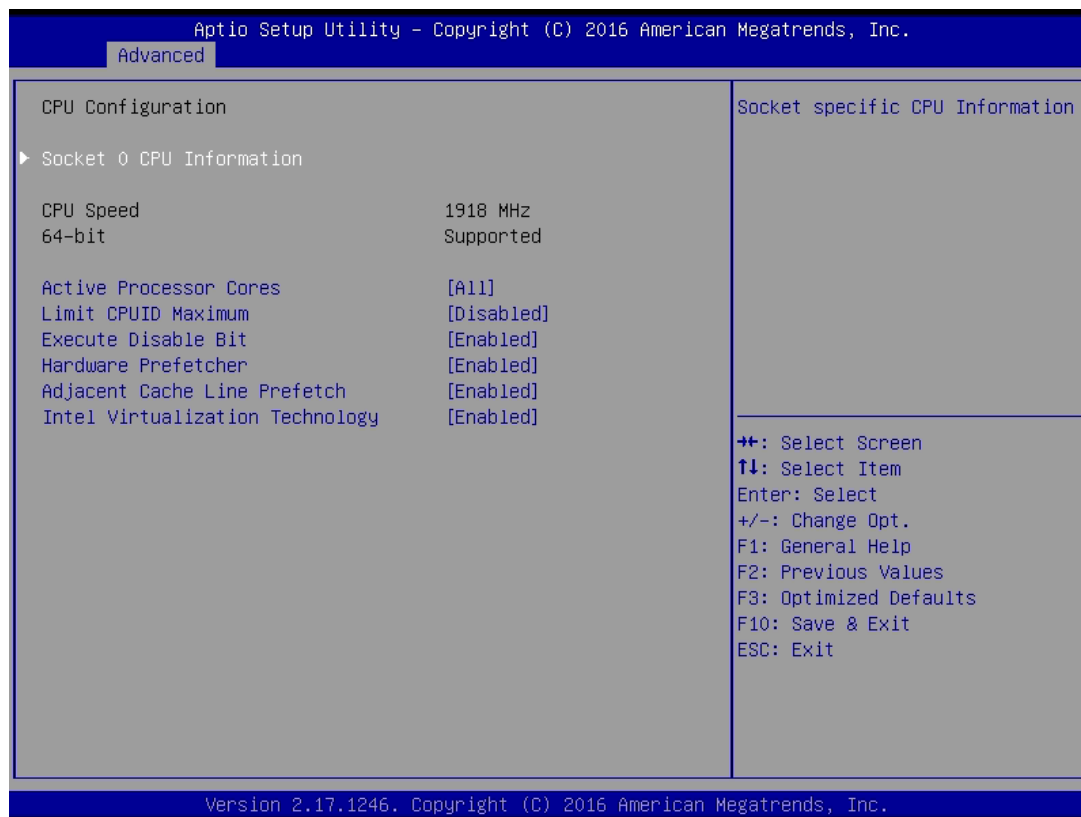 Aptio Setup Utility – Copyright (C) 2016 American Megatrends, Inc.
Advanced
CPU Configuration
Socket 0 CPU Information
CPU Speed 1918 MHz
64-bit Supported
Active Processor Cores [All]
Limit CPUID Maximum [Disabled]
Execute Disable Bit [Enabled]
Hardware Prefetcher [Enabled]
Adjacent Cache Line Prefetch [Enabled]
Intel Virtualization Technology [Enabled]
Socket specific CPU Information
→←: Select Screen
↑↓: Select Item
Enter: Select
+/-: Change Opt.
F1: General Help
F2: Previous Values
F3: Optimized Defaults
F10: Save & Exit
ESC: Exit
Version 2.17.1246. Copyright (C) 2016 American Megatrends, Inc.